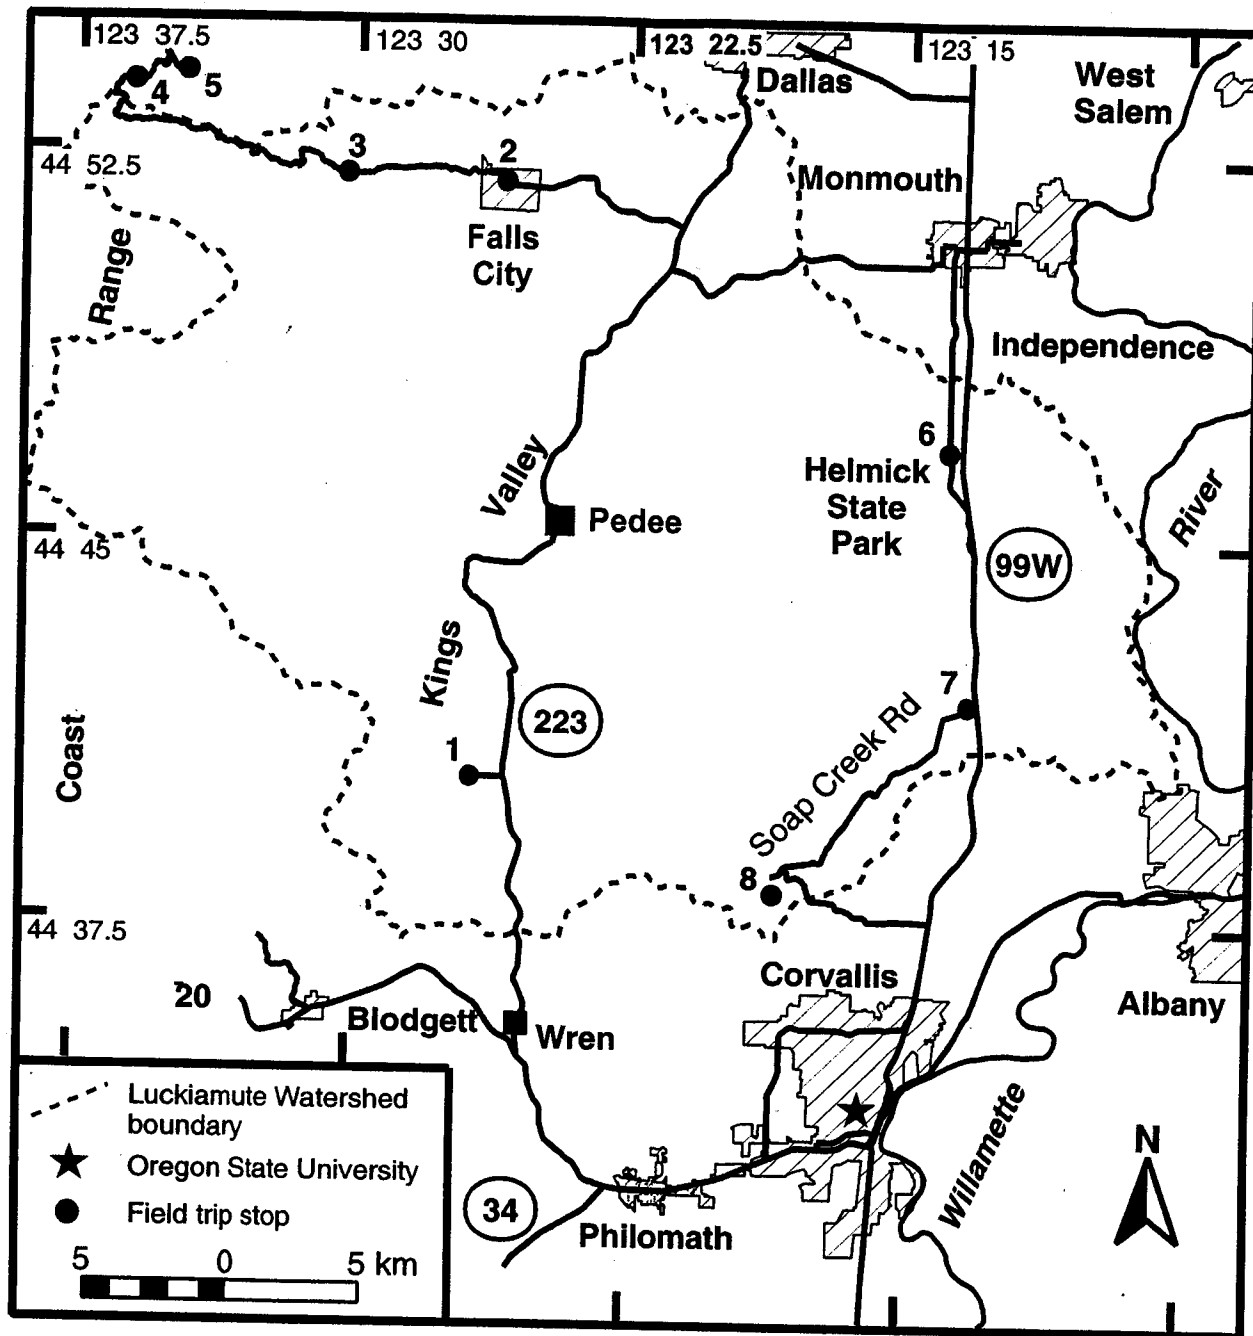 123 37.5
123 30
123 22.5
123 15
Dallas
West
Salem
4
5
44 52.5
3
2
Monmouth
Falls
City
Range
Independence
6
Helmick
State
Park
Valley
Pedee
River
44 45
99W
Kings
7
223
Soap Creek Rd
1
Coast
8
44 37.5
Corvallis
20
Blodgett
Wren
Albany
Luckiamute Watershed
boundary
Oregon State University
Field trip stop
5 0 5 km
34
Philomath
Willamette
N